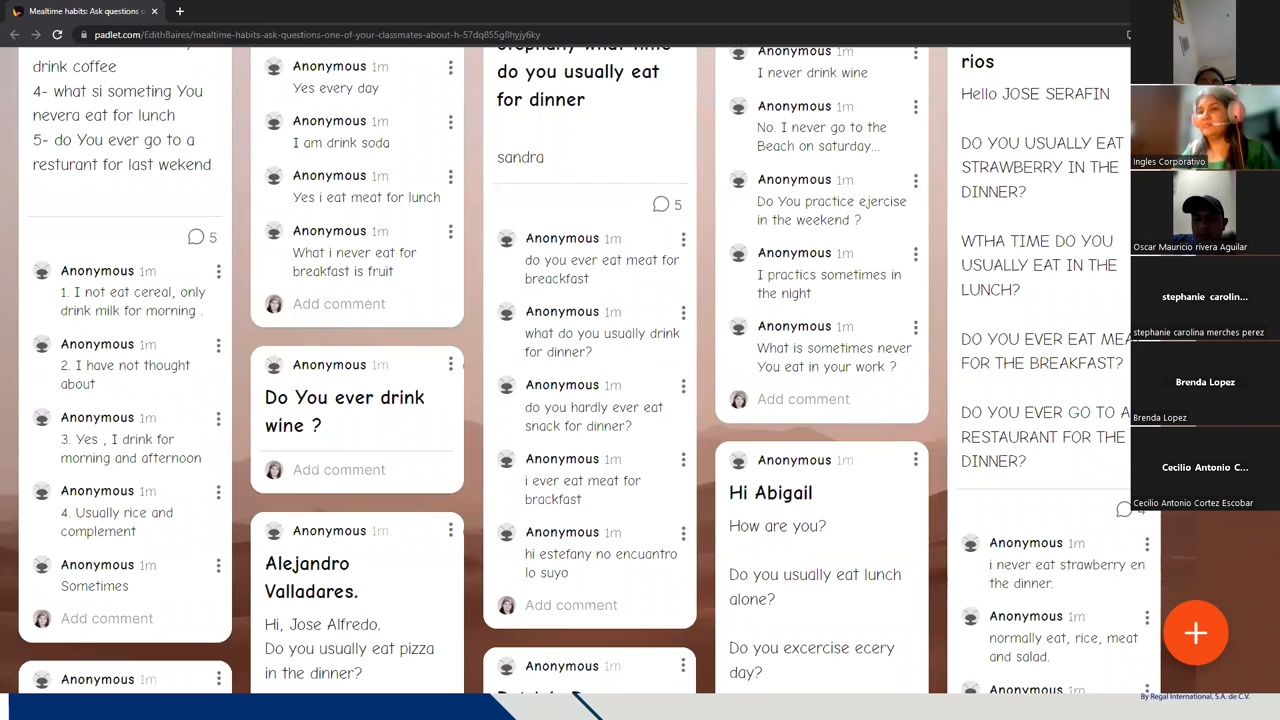 Mealtime habits: Ask questions
padlet.com/EdithBaires/mealtime-habits-ask-questions-one-of-your-classmates-about-h-57dq855g8hyjy6ky
drink coffee
4- what si someting You
nevera eat for lunch
5- do You ever go to a
resturant for last wekend
5
Anonymous 1m
1. I not eat cereal, only
drink milk for morning .
Anonymous 1m
2. I have not thought
about
Anonymous 1m
3. Yes , I drink for
morning and afternoon
Anonymous 1m
4. Usually rice and
complement
Anonymous 1m
Sometimes
Add comment
Anonymous 1m
Anonymous 1m
Yes every day
Anonymous 1m
I am drink soda
Anonymous 1m
Yes i eat meat for lunch
Anonymous 1m
What i never eat for
breakfast is fruit
Add comment
Anonymous 1m
Do You ever drink
wine ?
Add comment
Anonymous 1m
Alejandro
Valladares.
Hi, Jose Alfredo.
Do you usually eat pizza
in the dinner?
stephany what time
do you usually eat
for dinner
sandra
5
Anonymous 1m
do you ever eat meat for
breackfast
Anonymous 1m
what do you usually drink
for dinner?
Anonymous 1m
do you hardly ever eat
snack for dinner?
Anonymous 1m
i ever eat meat for
brackfast
Anonymous 1m
hi estefany no encuantro
lo suyo
Add comment
Anonymous 1m
Anonymous 1m
I never drink wine
Anonymous 1m
No. I never go to the
Beach on saturday...
Anonymous 1m
Do You practice ejercise
in the weekend ?
Anonymous 1m
I practics sometimes in
the night
Anonymous 1m
What is sometimes never
You eat in your work ?
Add comment
Anonymous 1m
Hi Abigail
How are you?
Do you usually eat lunch
alone?
Do you excercise ecery
day?
rios
Hello JOSE SERAFIN
DO YOU USUALLY EAT
STRAWBERRY IN THE
DINNER?
WTHA TIME DO YOU
USUALLY EAT IN THE
LUNCH?
DO YOU EVER EAT MEA
FOR THE BREAKFAST?
DO YOU EVER GO TO A
RESTAURANT FOR THE
DINNER?
Anonymous 1m
i never eat strawberry en
the dinner.
Anonymous 1m
normally eat, rice, meat
and salad.
Anonymous 1m
Ingles Corporativo
Oscar Mauricio rivera Aguilar
stephanie carolin...
stephanie carolina merches perez
Brenda Lopez
Brenda Lopez
Cecilio Antonio C...
Cecilio Antonio Cortez Escobar
By Regal International, S.A. de C.V.